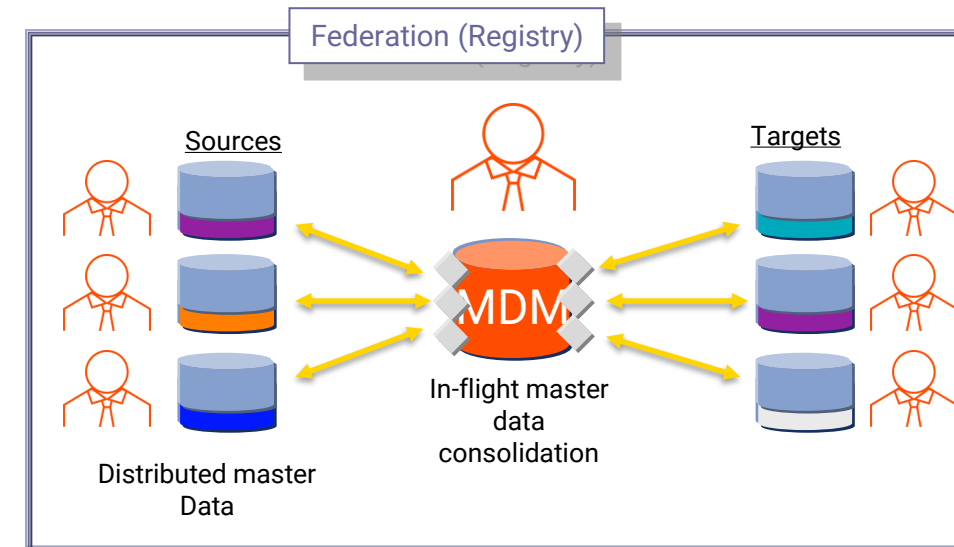 Federation (Registry)
Sources
Targets
MDM
In-flight master
data
consolidation
Distributed master
Data